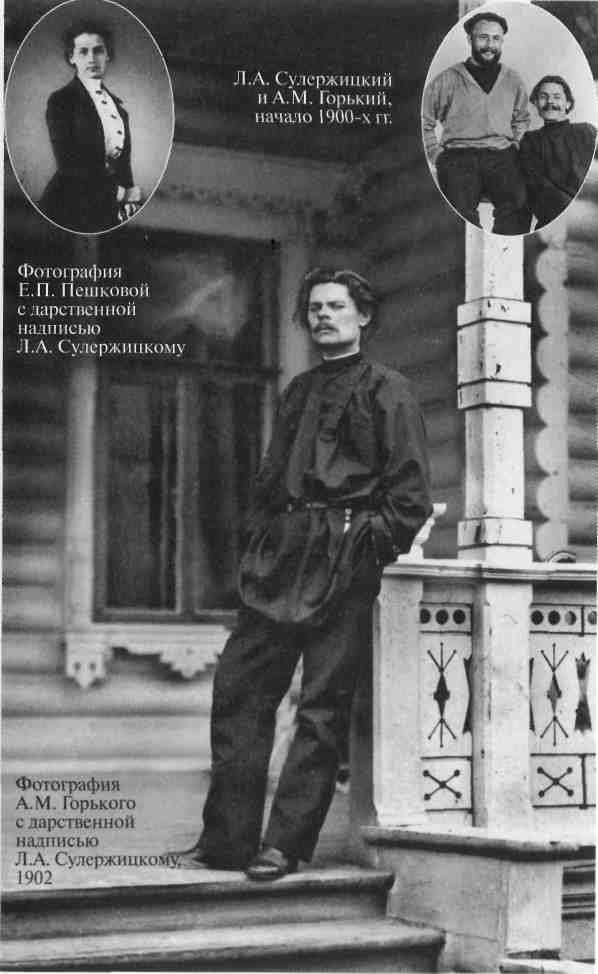 Л.А. Сулержицкий
и А.М. Горький,
начало 1900-х гг.
Фотография
Е.П. Пешковой
с дарственной
надписью
Л.А. Сулержицкому
Фотография
А.М. Горького
с дарственной
надписью
Л.А. Сулержицкому,
1902